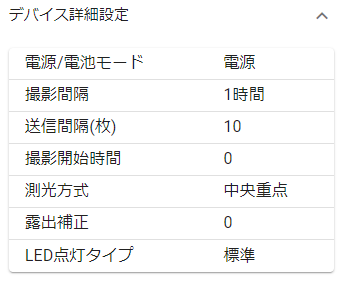 デバイス詳細設定
電源/電池モード 電源
撮影間隔 1時間
送信間隔(枚) 10
撮影開始時間 0
測光方式 中央重点
露出補正 0
LED点灯タイプ 標準